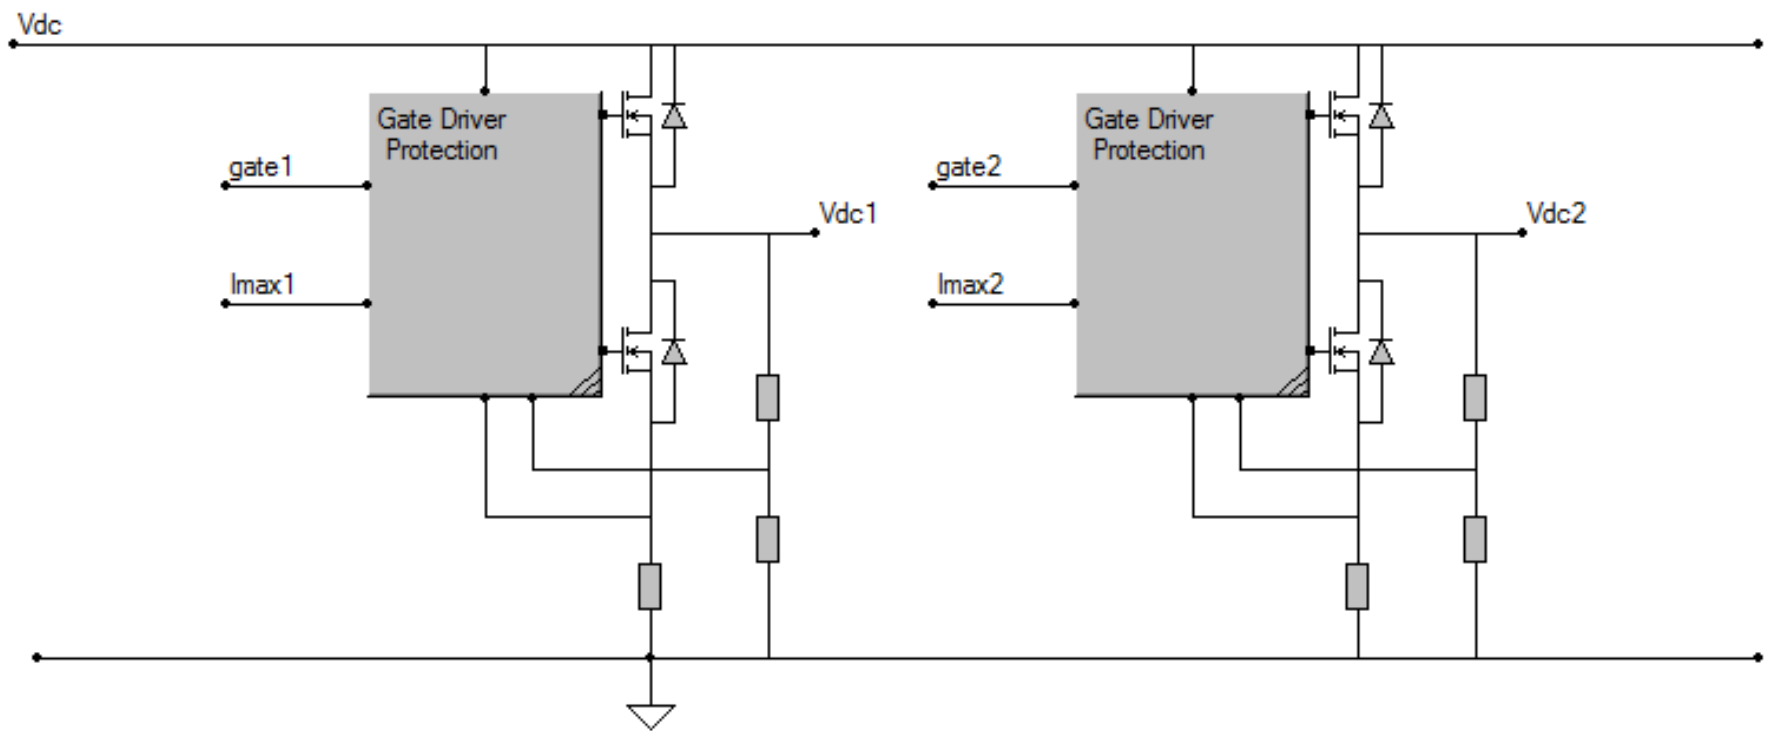 Vdc
Gate Driver
Protection
gate1
Imax1
Vdc1
Gate Driver
Protection
gate2
Imax2
Vdc2